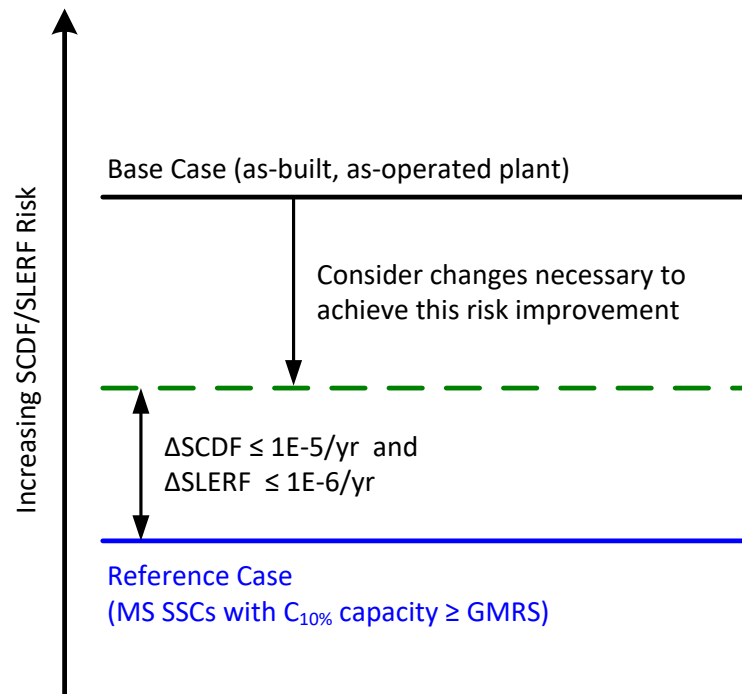 Increasing SCDF/SLERF Risk
Base Case (as-built, as-operated plant)
Consider changes necessary to
achieve this risk improvement
ΔSCDF ≤ 1E-5/yr and
ΔSLERF ≤ 1E-6/yr
Reference Case
(MS SSCs with C10% capacity ≥ GMRS)